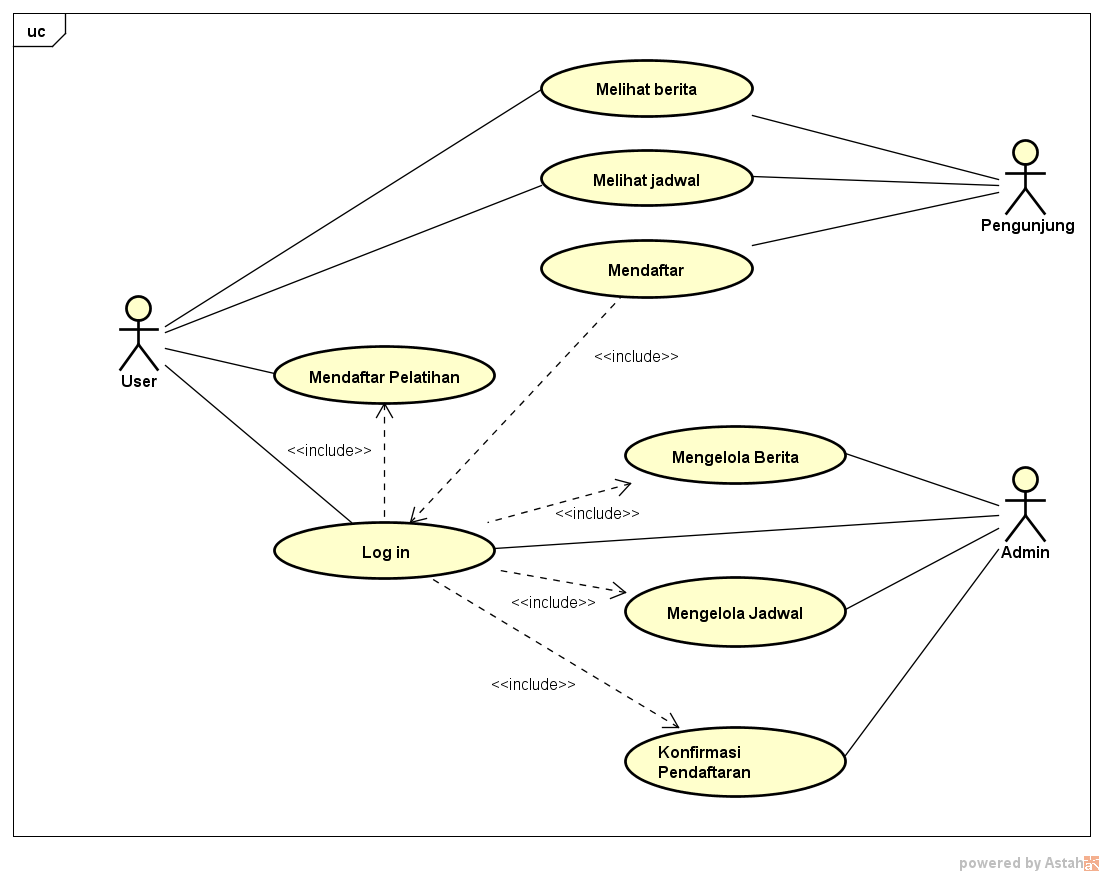 uc
Melihat berita
Melihat jadwal
Pengunjung
Mendaftar
<<include>>
User
Mendaftar Pelatihan
<<include>>
Mengelola Berita
<<include>>
Log in
Admin
<<include>>
Mengelola Jadwal
<<include>>
Konfirmasi
Pendaftaran
powered by Astah